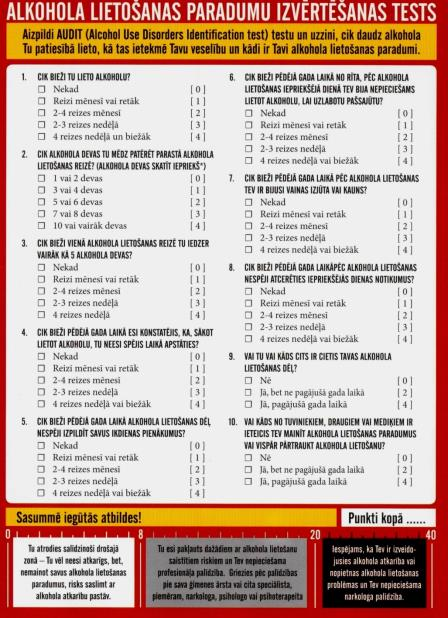 ALKOHOLA LIETOŠANAS PARADUMU IZVĒRTĒŠANAS TESTS
Aizpildi AUDIT (Alcohol Use Disorders Identification test) testu un uzzini, cik daudz alkohola
Tu patiesībā lieto, kā tas ietekmē Tavu veselību un kādi ir Tavi alkohola lietošanas paradumi.
1. CIK BIEŽI TU LIETO ALKOHOLU?
Nekad [ 0 ]
Reizi mēnesī vai retāk [ 1 ]
2-4 reizes mēnesī [ 2 ]
2-3 reizes nedēļā [ 3 ]
4 reizes nedēļā un biežāk [ 4 ]
2. CIK ALKOHOLA DEVAS TU MĒDZ PATĒRĒT PARASTĀ ALKOHOLA
LIETOŠANAS REIZĒ? (ALKOHOLA DEVAS SKATĪT IEPRIEKŠ*)
1 vai 2 devas [ 0 ]
3 vai 4 devas [ 1 ]
5 vai 6 devas [ 2 ]
7 vai 8 devas [ 3 ]
10 vai vairāk devas [ 4 ]
3. CIK BIEŽI VIENĀ ALKOHOLA LIETOŠANAS REIZĒ TU IEDZER
VAIRĀK KĀ 5 ALKOHOLA DEVAS?
Nekad [ 0 ]
Reizi mēnesī vai retāk [ 1 ]
2-4 reizes mēnesī [ 2 ]
2-3 reizes nedēļā [ 3 ]
4 reizes nedēļā vai biežāk [ 4 ]
4. CIK BIEŽI PĒDĒJĀ GADA LAIKĀ ESI KONSTATĒJIS, KA, SĀKOT
LIETOT ALKOHOLU, TU NEESI SPĒJIS LAIKĀ APSTĀTIES?
Nekad [ 0 ]
Reizi mēnesī vai retāk [ 1 ]
2-4 reizes mēnesī [ 2 ]
2-3 reizes nedēļā [ 3 ]
4 reizes nedēļā vai biežāk [ 4 ]
5. CIK BIEŽI PĒDĒJĀ GADA LAIKĀ ALKOHOLA LIETOŠANAS DĒĻ,
NESPĒJI IZPILDĪT SAVUS IKDIENAS PIENĀKUMUS?
Nekad [ 0 ]
Reizi mēnesī vai retāk [ 1 ]
2-4 reizes mēnesī [ 2 ]
2-3 reizes nedēļā [ 3 ]
4 reizes nedēļā vai biežāk [ 4 ]
6. CIK BIEŽI PĒDĒJĀ GADA LAIKĀ NO RĪTA, PĒC ALKOHOLA
LIETOŠANAS IEPRIEKŠĒJĀ DIENĀ TEV BIJA NEPIECIEŠAMS
LIETOT ALKOHOLU, LAI UZLABOTU PAŠSAJŪTU?
Nekad [ 0 ]
Reizi mēnesī vai retāk [ 1 ]
2-4 reizes mēnesī [ 2 ]
2-3 reizes nedēļā [ 3 ]
4 reizes nedēļā vai biežāk [ 4 ]
7. CIK BIEŽI PĒDĒJĀ GADA LAIKĀ PĒC ALKOHOLA LIETOŠANAS
TEV IR BIJUSI VAINAS IZJŪTA VAI KAUNS?
Nekad [ 0 ]
Reizi mēnesī vai retāk [ 1 ]
2-4 reizes mēnesī [ 2 ]
2-3 reizes nedēļā [ 3 ]
4 reizes nedēļā vai biežāk [ 4 ]
8. CIK BIEŽI PĒDĒJĀ GADA LAIKĀPĒC ALKOHOLA LIETOŠANAS
NESPĒJI ATCERĒTIES IEPRIEKŠĒJĀS DIENAS NOTIKUMUS?
Nekad [ 0 ]
Reizi mēnesī vai retāk [ 1 ]
2-4 reizes mēnesī [ 2 ]
2-3 reizes nedēļā [ 3 ]
4 reizes nedēļā vai biežāk [ 4 ]
9. VAI TU VAI KĀDS CITS IR CIETIS TAVAS ALKOHOLA
LIETOŠANAS DĒĻ?
Nē [ 0 ]
Jā, bet ne pagājušā gada laikā [ 2 ]
Jā, pagājušā gada laikā [ 4 ]
10. VAI KĀDS NO TUVINIEKIEM, DRAUGIEM VAI MEDIĶIEM IR
IETEICIS TEV MAINĪT ALKOHOLA LIETOŠANAS PARADUMUS
VAI VISPĀR PĀRTRAUKT ALKOHOLA LIETOŠANU?
Nē [ 0 ]
Jā, bet ne pagājušā gada laikā [ 2 ]
Jā, pagājušā gada laikā [ 4 ]
Sasummē iegūtās atbildes! Punkti kopā ......
0 8 20 40
Tu atrodies salīdzinoši drošajā
zonā – Tu vēl neesi atkarīgs, bet,
nemainot savus alkohola lietošanas
paradumus, risks saslimt ar
alkohola atkarību pastāv.
Tu esi pakļauts dažādiem ar alkohola lietošanu
saistītiem riskiem un Tev nepieciešama
profesionāļa palīdzība. Griezies pēc palīdzības
pie sava ģimenes ārsta vai cita speciālista,
piemēram, narkologa, psihologa vai psihoterapeita
Iespējams, ka Tev ir izveido-
jusies alkohola atkarība vai
nopietnas alkohola lietošanas
problēmas un Tev nepieciešama
narkologa palīdzība.